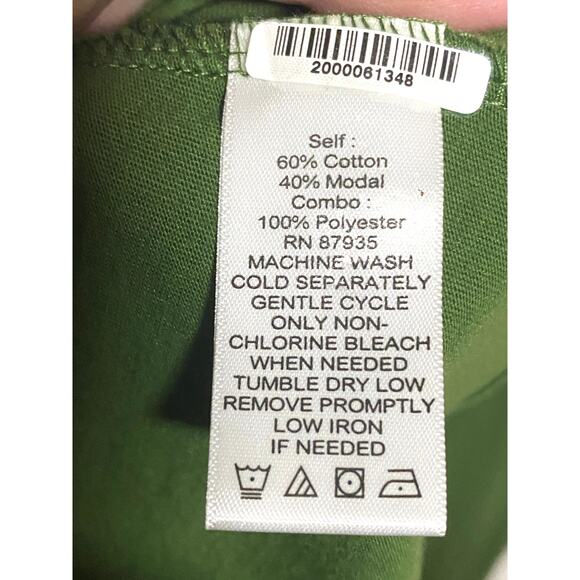 2000061348
Self :
60% Cotton
40% Modal
Combo :
100% Polyester
RN 87935
MACHINE WASH
COLD SEPARATELY
GENTLE CYCLE
ONLY NON-
CHLORINE BLEACH
WHEN NEEDED
TUMBLE DRY LOW
REMOVE PROMPTLY
LOW IRON
IF NEEDED